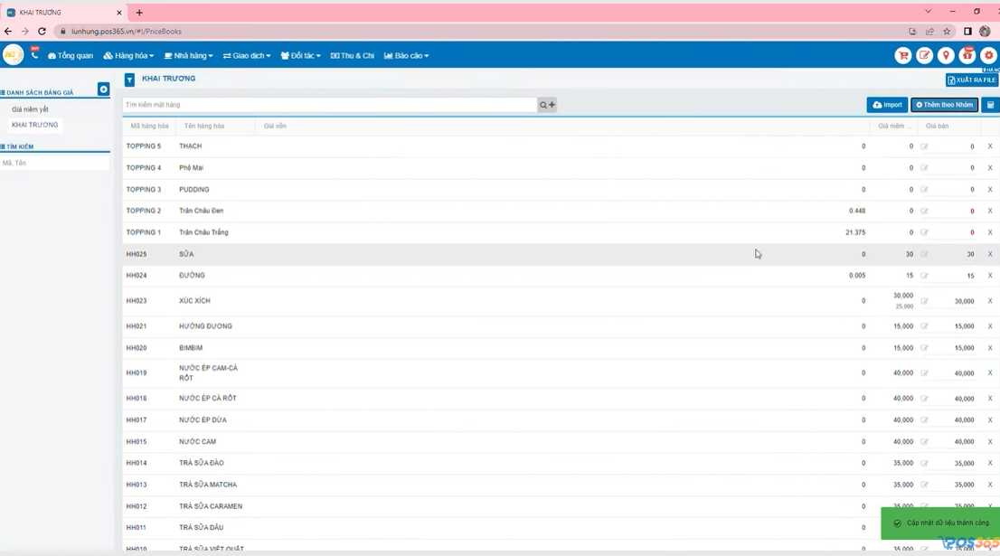 KHAI TRƯƠNG
lunhung.pos365.vn/#/PriceBooks
365
Tổng quan
Hàng hóa
Nhà hàng
Giao dịch
Đối tác
Thu & Chi
Báo cáo
KHAI TRƯƠNG
XUẤT RA FILE
DANH SÁCH BẢNG GIÁ
Giá niêm yết
KHAI TRƯƠNG
TÌM KIẾM
Mã, Tên
Tìm kiếm mặt hàng
Import
Thêm theo Nhóm
Mã hàng hóa Tên hàng hóa Giá vốn Giá niêm ... Giá bán
TOPPING 5 THẠCH 0 0 0 X
TOPPING 4 Phô Mai 0 0 0 X
TOPPING 3 PUDDING 0 0 0 X
TOPPING 2 Trân Châu Đen 0.448 0 0 X
TOPPING 1 Trân Châu Trắng 21.375 0 0 X
HH025 SỮA 0 30 30 X
HH024 ĐƯỜNG 0.005 15 15 X
HH023 XÚC XÍCH 0 30,000 30,000 X
25,000
HH021 HƯỚNG DƯƠNG 0 15,000 15,000 X
HH020 BIMBIM 0 15,000 15,000 X
HH019 NƯỚC ÉP CAM-CÀ 0 40,000 40,000 X
RỐT
HH018 NƯỚC ÉP CÀ RỐT 0 40,000 40,000 X
HH017 NƯỚC ÉP DỨA 0 40,000 40,000 X
HH015 NƯỚC CAM 0 40,000 40,000 X
HH014 TRÀ SỮA ĐÀO 0 35,000 35,000 X
HH013 TRÀ SỮA MATCHA 0 35,000 35,000 X
HH012 TRÀ SỮA CARAMEN 0 35,000 35,000 X
HH011 TRÀ SỮA DÂU 0
HH010 TRÀ SỮA VIỆT QUẤT
Cập nhật dữ liệu thành công.
POS365